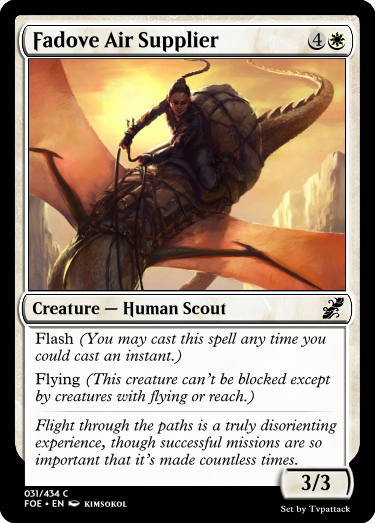 Fadove Air Supplier 4
Creature — Human Scout
Flash (You may cast this spell any time you
could cast an instant.)
Flying (This creature can't be blocked except
by creatures with flying or reach.)
Flight through the paths is a truly disorienting
experience, though successful missions are so
important that it's made countless times.
3/3
031/434 C
FOE • EN KIMSOKOL
Set by Tvpattack